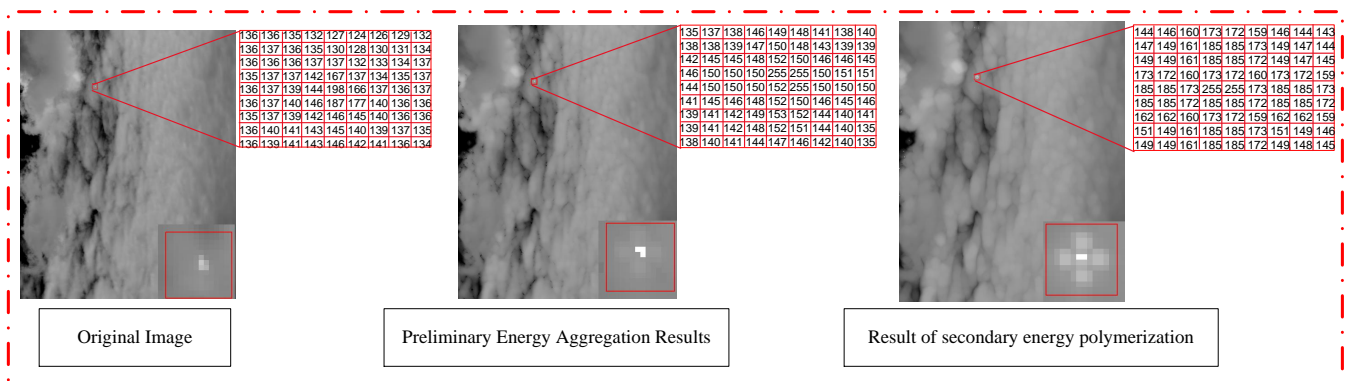 136 136 135 132 127 124 126 129 132
136 137 136 135 130 128 130 131 134
136 136 136 137 137 132 133 134 137
135 137 137 142 167 137 134 135 137
136 137 139 144 198 166 137 136 137
136 137 140 146 187 177 140 136 136
135 137 139 142 146 145 140 136 136
136 140 141 143 145 140 139 137 135
136 139 141 143 146 142 141 136 134
135 137 138 146 149 148 141 138 140
138 138 139 147 150 148 143 139 139
142 145 145 148 152 150 146 146 145
146 150 150 150 255 255 150 151 151
144 150 150 150 152 255 150 150 150
141 145 146 148 152 150 146 145 146
139 141 142 149 153 152 144 140 141
139 141 142 148 152 151 144 140 135
138 140 141 144 147 146 142 140 135
144 146 160 173 172 159 146 144 143
147 149 161 185 185 173 149 147 144
149 149 161 185 185 172 149 147 145
173 172 160 173 172 160 173 172 159
185 185 173 255 255 173 185 185 173
185 185 172 185 185 172 185 185 172
162 162 160 173 172 160 162 162 159
151 149 161 185 185 173 151 149 146
149 149 161 185 185 172 149 148 145
Original Image
Preliminary Energy Aggregation Results
Result of secondary energy polymerization